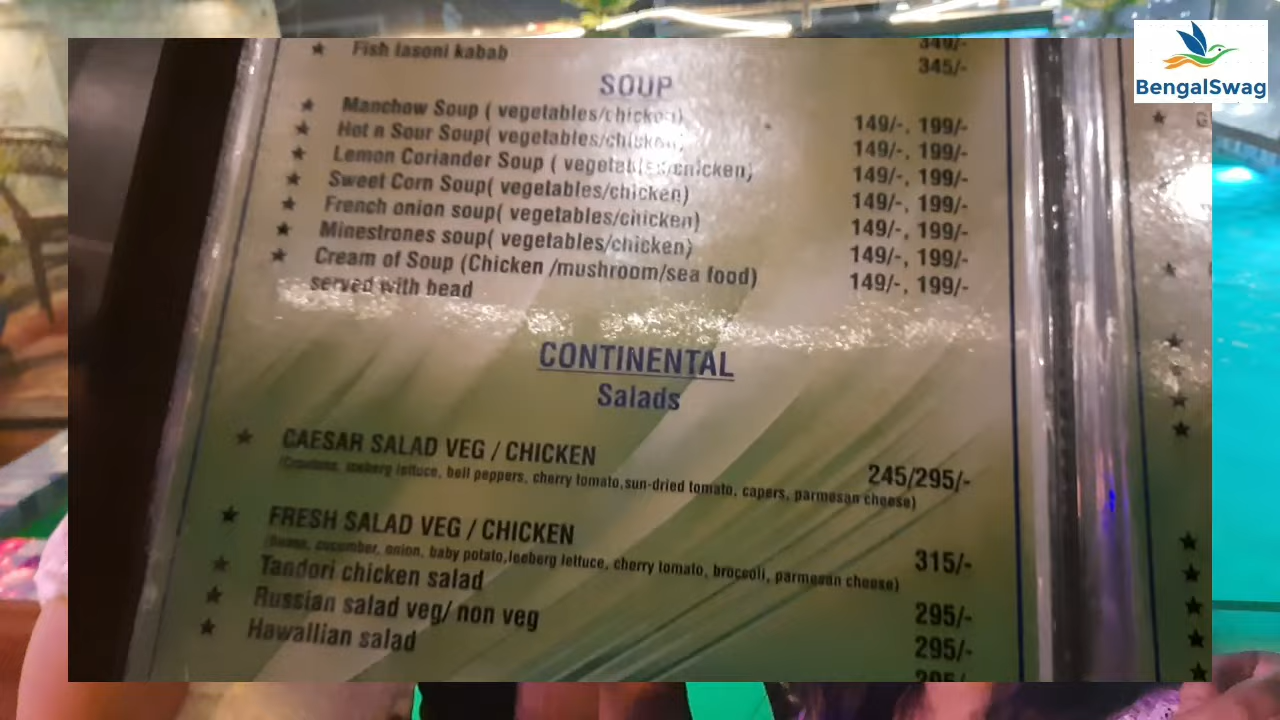 BengalSwag
Fish lasoni kabab
345/-
SOUP
Manchow Soup ( vegetables/chicken) 149/-, 199/-
Hot n Sour Soup( vegetables/chicken) 149/-, 199/-
Lemon Coriander Soup ( vegetables/chicken) 149/-, 199/-
Sweet Corn Soup( vegetables/chicken) 149/-, 199/-
French onion soup( vegetables/chicken) 149/-, 199/-
Minestrones soup( vegetables/chicken) 149/-, 199/-
Cream of Soup (Chicken /mushroom/sea food) 149/-, 199/-
served with bead
CONTINENTAL
Salads
CAESAR SALAD VEG / CHICKEN 245/295/-
iceberg lettuce, bell peppers, cherry tomato,sun-dried tomato, capers, parmesan cheese)
FRESH SALAD VEG / CHICKEN 315/-
cucumber, onion, baby potato,Iceberg lettuce, cherry tomato, broccoli, parmesan cheese)
Tandori chicken salad 295/-
Russian salad veg/ non veg 295/-
Hawallian salad